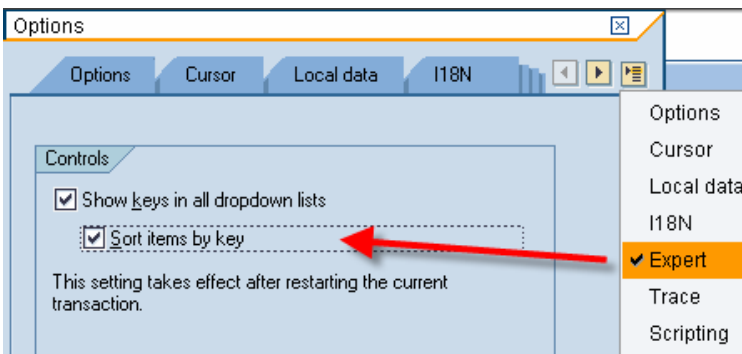 Options
Options Cursor Local data I18N
Options
Cursor
Local data
I18N
Expert
Trace
Scripting
Controls
Show keys in all dropdown lists
Sort items by key
This setting takes effect after restarting the current
transaction.